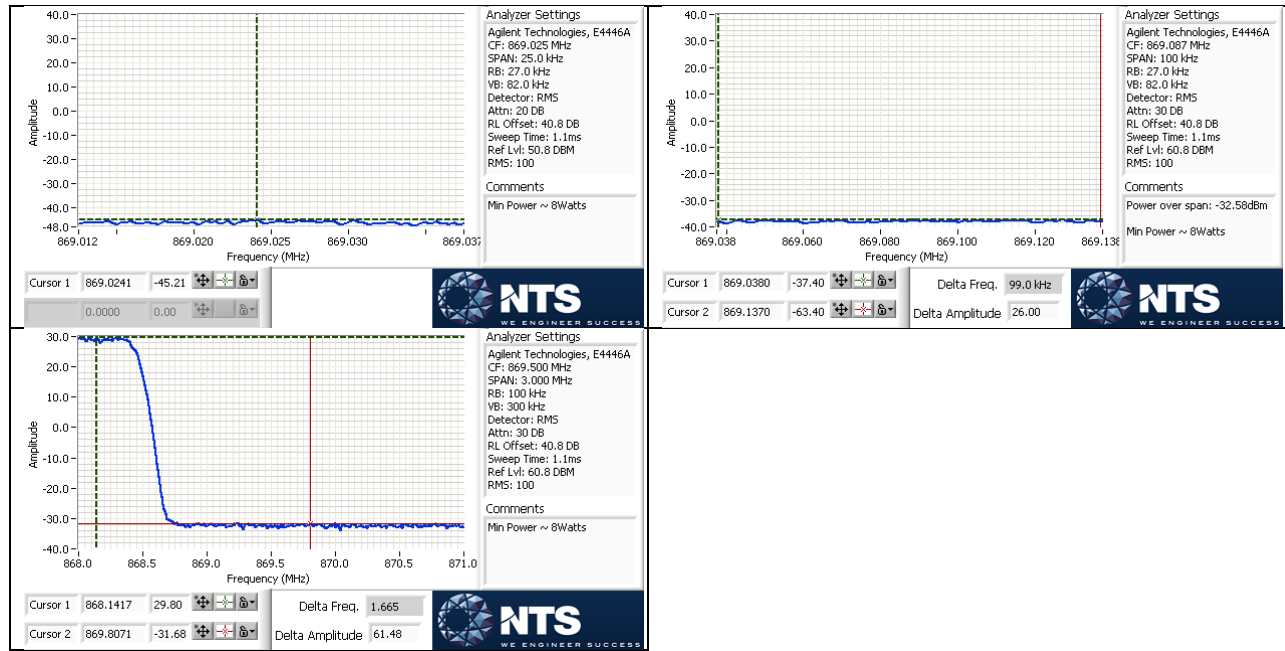 40.0
30.0
20.0
10.0
0.0
-10.0
-20.0
-30.0
-40.0
-48.0
Amplitude
869.012 869.020 869.025 869.030 869.037
Frequency (MHz)
Analyzer Settings
Agilent Technologies, E4446A
CF: 869.025 MHz
SPAN: 25.0 kHz
RB: 27.0 kHz
VB: 82.0 kHz
Detector: RMS
Attn: 20 DB
RL Offset: 40.8 DB
Sweep Time: 1.1ms
Ref Lvl: 50.8 DBM
RMS: 100
Comments
Min Power ~ 8Watts
Cursor 1 869.0241 -45.21
0.0000 0.00
NTS
WE ENGINEER SUCCESS
40.0
30.0
20.0
10.0
0.0
-10.0
-20.0
-30.0
-40.0
Amplitude
869.038 869.060 869.080 869.100 869.120 869.138
Frequency (MHz)
Analyzer Settings
Agilent Technologies, E4446A
CF: 869.087 MHz
SPAN: 100 kHz
RB: 27.0 kHz
VB: 82.0 kHz
Detector: RMS
Attn: 30 DB
RL Offset: 40.8 DB
Sweep Time: 1.1ms
Ref Lvl: 60.8 DBM
RMS: 100
Comments
Power over span: -32.58dBm
Min Power ~ 8Watts
Cursor 1 869.0380 -37.40
Cursor 2 869.1370 -63.40
Delta Freq. 99.0 kHz
Delta Amplitude 26.00
NTS
WE ENGINEER SUCCESS
30.0
20.0
10.0
0.0
-10.0
-20.0
-30.0
-40.0
Amplitude
868.0 868.5 869.0 869.5 870.0 870.5 871.0
Frequency (MHz)
Analyzer Settings
Agilent Technologies, E4446A
CF: 869.500 MHz
SPAN: 3.000 MHz
RB: 100 kHz
VB: 300 kHz
Detector: RMS
Attn: 30 DB
RL Offset: 40.8 DB
Sweep Time: 1.1ms
Ref Lvl: 60.8 DBM
RMS: 100
Comments
Min Power ~ 8Watts
Cursor 1 868.1417 29.80
Cursor 2 869.8071 -31.68
Delta Freq. 1.665
Delta Amplitude 61.48
NTS
WE ENGINEER SUCCESS